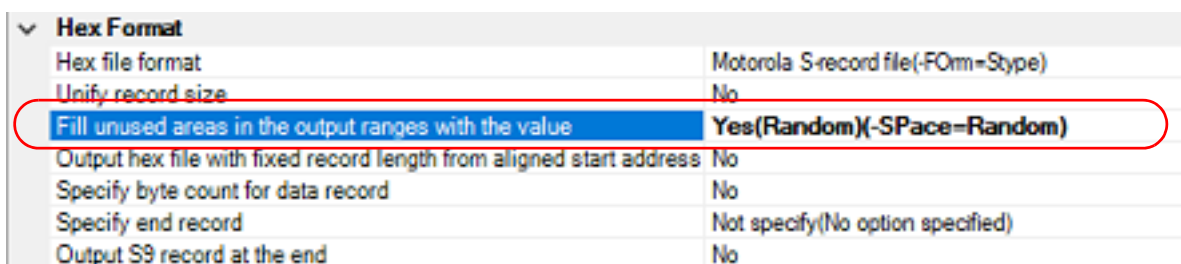 Hex Format
Hex file format Motorola S-record file(-FOrm=Stype)
Unify record size No
Fill unused areas in the output ranges with the value Yes(Random)(-SPace=Random)
Output hex file with fixed record length from aligned start address No
Specify byte count for data record No
Specify end record Not specify(No option specified)
Output S9 record at the end No